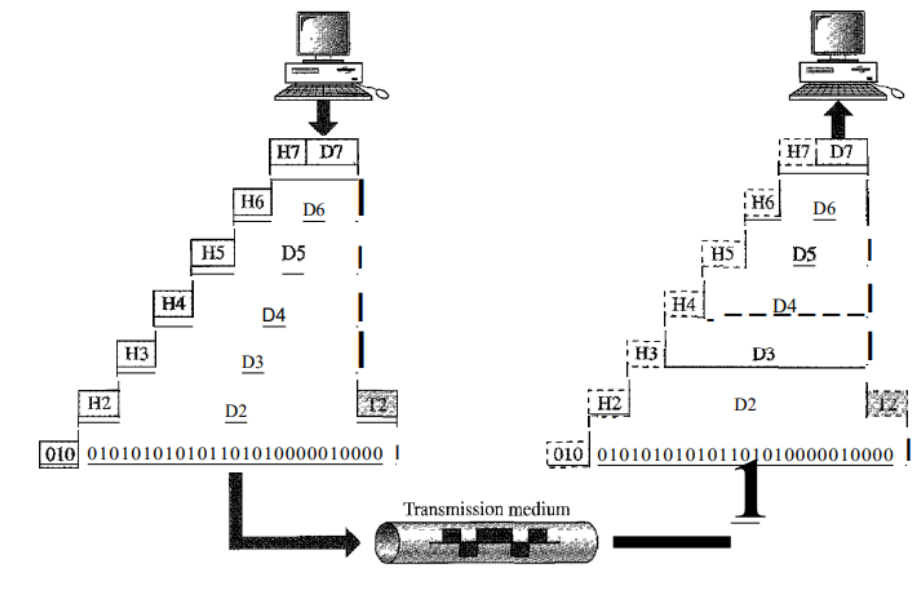 H7 D7 H7 D7
H6 D6 H6 D6
H5 D5 H5 D5
H4 D4 H4 D4
H3 D3 H3 D3
H2 D2 T2 H2 D2 T2
010 010101010101101010000010000 010 010101010101101010000010000
1
Transmission medium